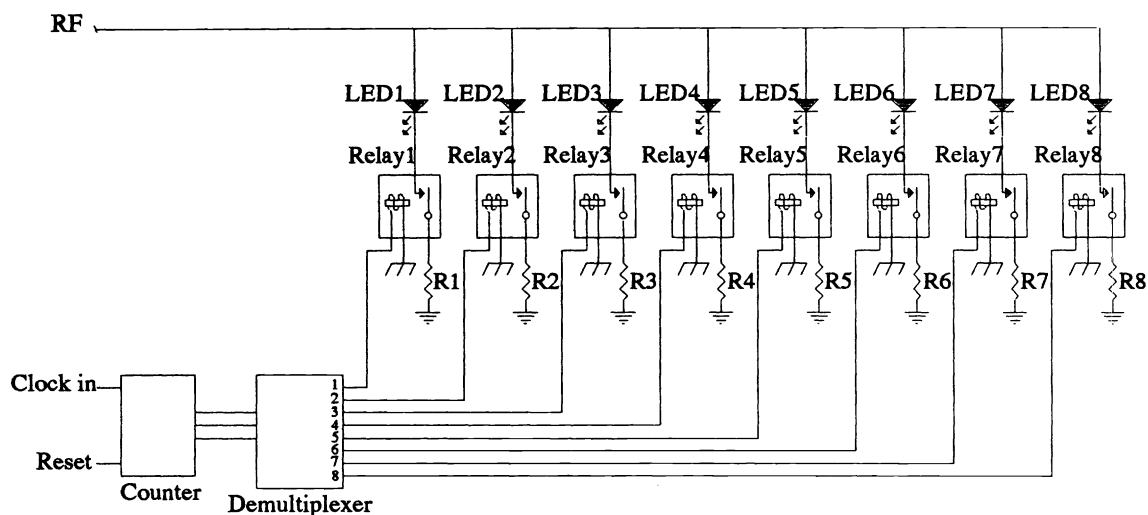 RF
LED1 LED2 LED3 LED4 LED5 LED6 LED7 LED8
Relay1 Relay2 Relay3 Relay4 Relay5 Relay6 Relay7 Relay8
R1 R2 R3 R4 R5 R6 R7 R8
Clock in
1
2
3
4
5
6
7
8
Reset
Counter
Demultiplexer